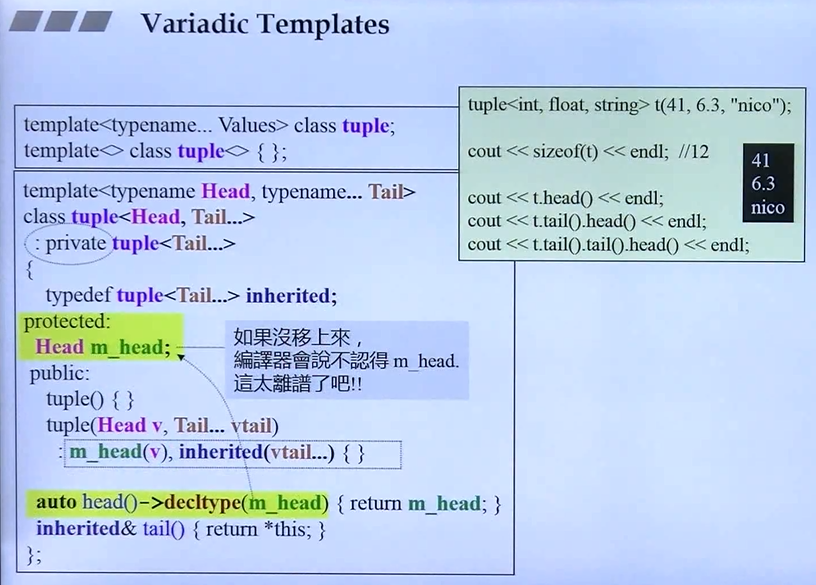 Variadic Templates
template<typename... Values> class tuple;
template<> class tuple<> { };
template<typename Head, typename... Tail>
class tuple<Head, Tail...>
: private tuple<Tail...>
{
typedef tuple<Tail...> inherited;
protected:
Head m_head;
public:
tuple() { }
tuple(Head v, Tail... vtail)
: m_head(v), inherited(vtail...) { }
auto head()->decltype(m_head) { return m_head; }
inherited& tail() { return *this; }
};
如果沒移上來，
編譯器會說不認得 m_head.
這太離譜了吧!!
tuple<int, float, string> t(41, 6.3, "nico");
cout << sizeof(t) << endl; //12
cout << t.head() << endl;
cout << t.tail().head() << endl;
cout << t.tail().tail().head() << endl;
41
6.3
nico